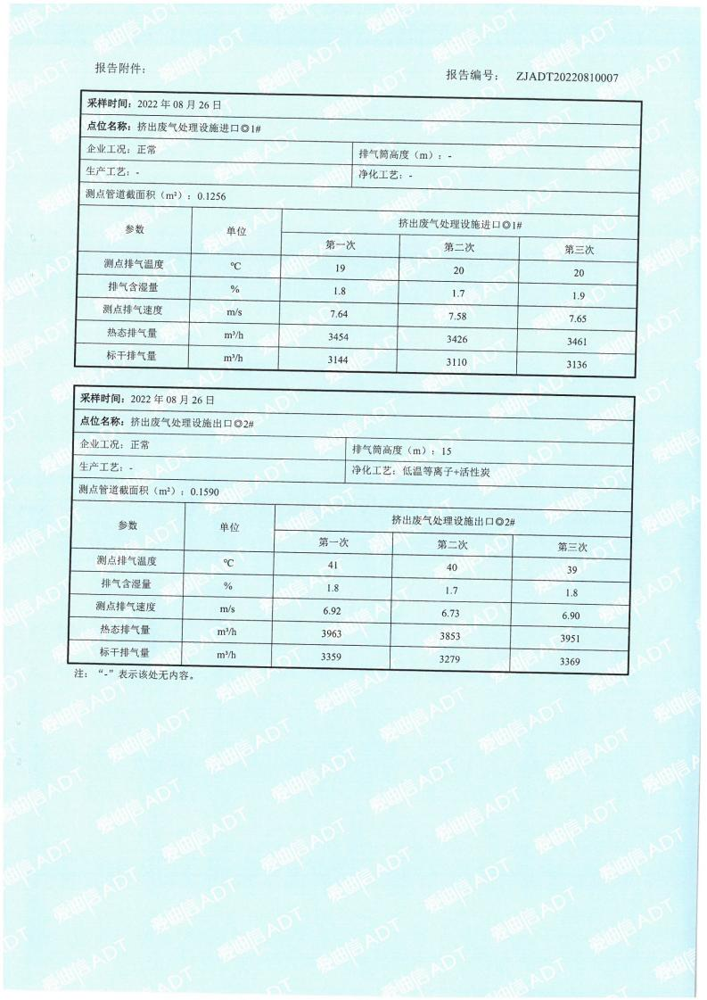 报告附件：
报告编号： ZJADT20220810007
采样时间：2022 年 08 月 26 日
点位名称：挤出废气处理设施进口◎1#
企业工况：正常 排气筒高度（m）：-
生产工艺：- 净化工艺：-
测点管道截面积（m²）：0.1256
参数 单位 挤出废气处理设施进口◎1#
第一次 第二次 第三次
测点排气温度 ℃ 19 20 20
排气含湿量 % 1.8 1.7 1.9
测点排气速度 m/s 7.64 7.58 7.65
热态排气量 m³/h 3454 3426 3461
标干排气量 m³/h 3144 3110 3136
采样时间：2022 年 08 月 26 日
点位名称：挤出废气处理设施出口◎2#
企业工况：正常 排气筒高度（m）：15
生产工艺：- 净化工艺：低温等离子+活性炭
测点管道截面积（m²）：0.1590
参数 单位 挤出废气处理设施出口◎2#
第一次 第二次 第三次
测点排气温度 ℃ 41 40 39
排气含湿量 % 1.8 1.7 1.8
测点排气速度 m/s 6.92 6.73 6.90
热态排气量 m³/h 3963 3853 3951
标干排气量 m³/h 3359 3279 3369
注：“-”表示该处无内容。
爱迪信ADT